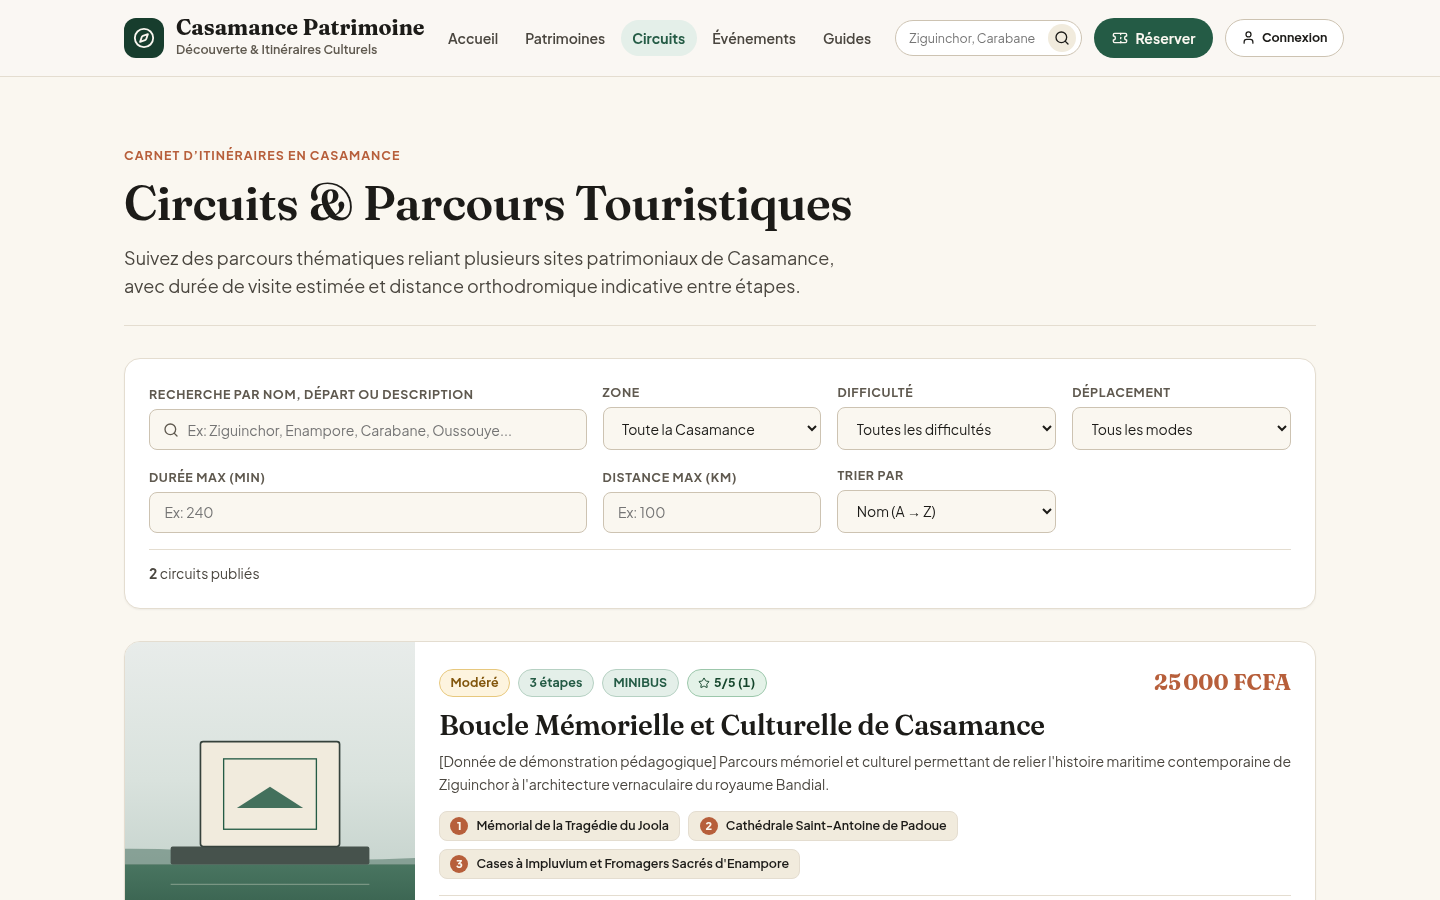 Casamance Patrimoine
Découverte & Itinéraires Culturels
Accueil
Patrimoines
Circuits
Événements
Guides
Ziguinchor, Carabane
Réserver
Connexion
CARNET D'ITINÉRAIRES EN CASAMANCE
Circuits & Parcours Touristiques
Suivez des parcours thématiques reliant plusieurs sites patrimoniaux de Casamance,
avec durée de visite estimée et distance orthodromique indicative entre étapes.
RECHERCHE PAR NOM, DÉPART OU DESCRIPTION
ZONE
DIFFICULTÉ
DÉPLACEMENT
Ex: Ziguinchor, Enampore, Carabane, Oussouye...
Toute la Casamance
Toutes les difficultés
Tous les modes
DURÉE MAX (MIN)
DISTANCE MAX (KM)
TRIER PAR
Ex: 240
Ex: 100
Nom (A → Z)
2 circuits publiés
Modéré
3 étapes
MINIBUS
5/5 (1)
25 000 FCFA
Boucle Mémorielle et Culturelle de Casamance
[Donnée de démonstration pédagogique] Parcours mémoriel et culturel permettant de relier l'histoire maritime contemporaine de
Ziguinchor à l'architecture vernaculaire du royaume Bandial.
1 Mémorial de la Tragédie du Joola
2 Cathédrale Saint-Antoine de Padoue
3 Cases à Impluvium et Fromagers Sacrés d'Enampore